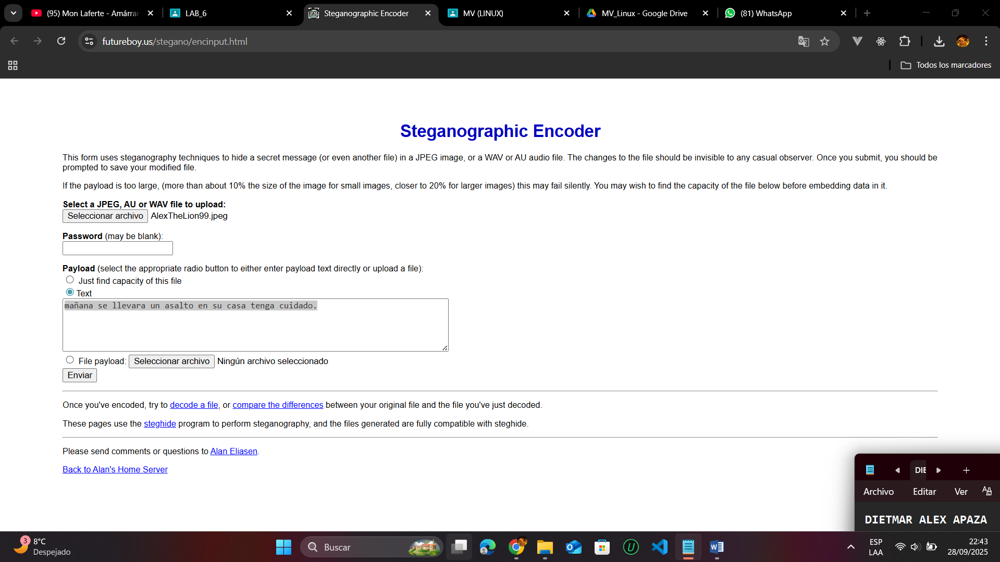 (95) Mon Laferte - Amárrar
LAB_6
Steganographic Encoder
MV (LINUX)
MV_Linux - Google Drive
(81) WhatsApp
futureboy.us/stegano/encinput.html
Todos los marcadores
Steganographic Encoder
This form uses steganography techniques to hide a secret message (or even another file) in a JPEG image, or a WAV or AU audio file. The changes to the file should be invisible to any casual observer. Once you submit, you should be
prompted to save your modified file.
If the payload is too large, (more than about 10% the size of the image for small images, closer to 20% for larger images) this may fail silently. You may wish to find the capacity of the file below before embedding data in it.
Select a JPEG, AU or WAV file to upload:
Seleccionar archivo AlexTheLion99.jpeg
Password (may be blank):
Payload (select the appropriate radio button to either enter payload text directly or upload a file):
Just find capacity of this file
Text
mañana se llevara un asalto en su casa tenga cuidado.
File payload: Seleccionar archivo Ningún archivo seleccionado
Enviar
Once you've encoded, try to decode a file, or compare the differences between your original file and the file you've just decoded.
These pages use the steghide program to perform steganography, and the files generated are fully compatible with steghide.
Please send comments or questions to Alan Eliasen.
Back to Alan's Home Server
DIE
Archivo Editar Ver
DIETMAR ALEX APAZA
3
8°C
Despejado
Buscar
ESP
LAA
22:43
28/09/2025